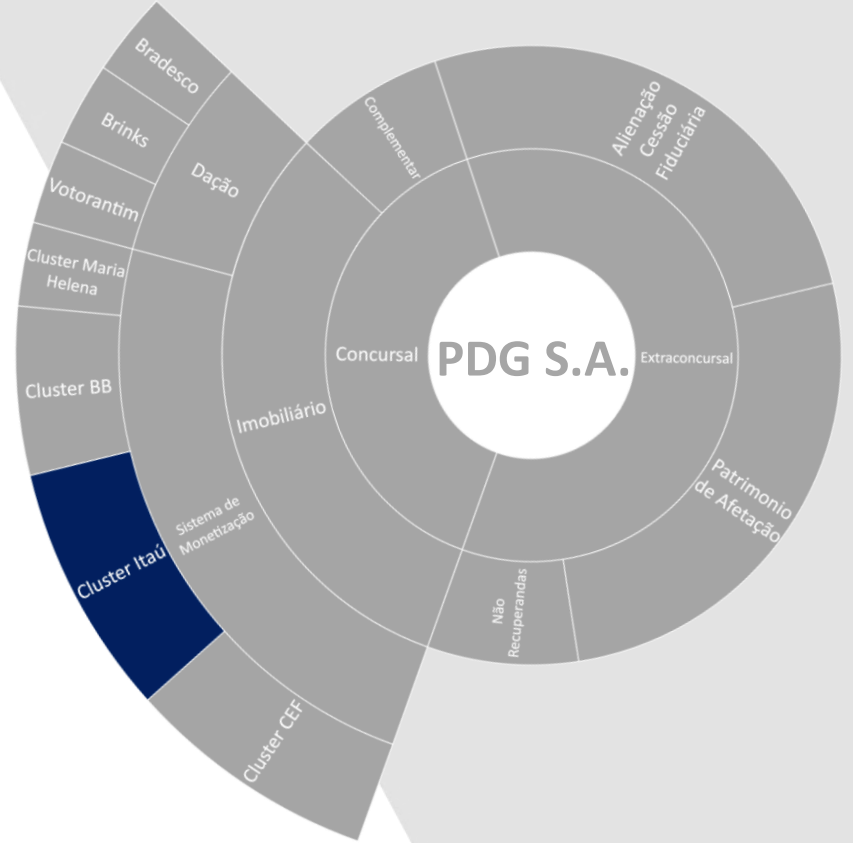 Bradesco
Brinks
Votorantim
Cluster Maria
Helena
Cluster BB
Cluster Itaú
Cluster CEF
Dação
Sistema de
Monetização
Imobiliário
Complementar
Concursal
PDG S.A.
Extraconcursal
Alienação
Cessão
Fiduciária
Patrimonio
de Afetação
Não
Recuperandas